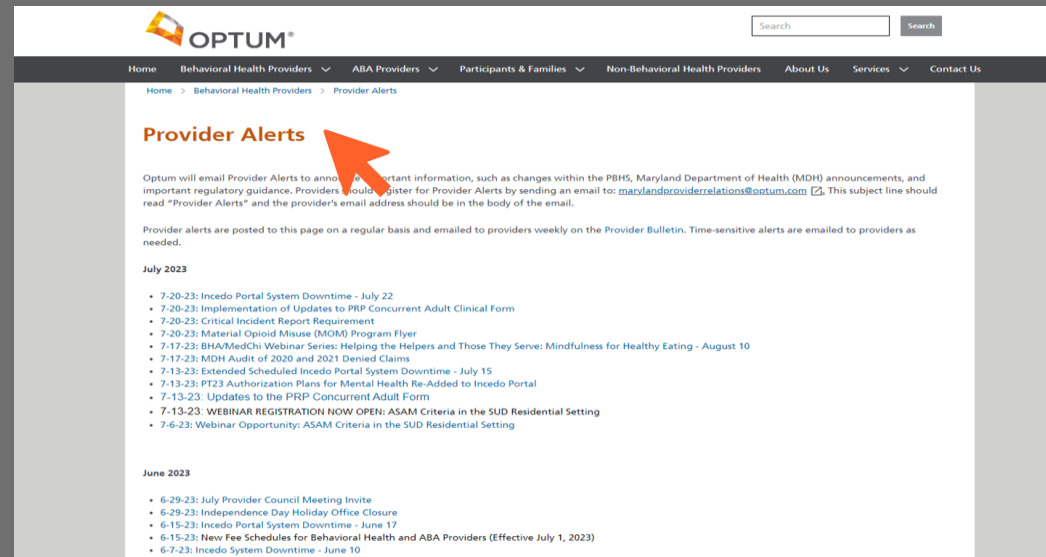 OPTUM®
Search
Search
Home Behavioral Health Providers ABA Providers Participants & Families Non-Behavioral Health Providers About Us Services Contact Us
Home > Behavioral Health Providers > Provider Alerts
Provider Alerts
Optum will email Provider Alerts to important information, such as changes within the PBHS, Maryland Department of Health (MDH) announcements, and
important regulatory guidance. Providers should register for Provider Alerts by sending an email to: marylandproviderrelations@optum.com. This subject line should
read "Provider Alerts" and the provider's email address should be in the body of the email.
Provider alerts are posted to this page on a regular basis and emailed to providers weekly on the Provider Bulletin. Time-sensitive alerts are emailed to providers as
needed.
July 2023
• 7-20-23: Incedo Portal System Downtime - July 22
• 7-20-23: Implementation of Updates to PRP Concurrent Adult Clinical Form
• 7-20-23: Critical Incident Report Requirement
• 7-20-23: Material Opioid Misuse (MOM) Program Flyer
• 7-17-23: BHA/MedChi Webinar Series: Helping the Helpers and Those They Serve: Mindfulness for Healthy Eating - August 10
• 7-17-23: MDH Audit of 2020 and 2021 Denied Claims
• 7-13-23: Extended Scheduled Incedo Portal System Downtime - July 15
• 7-13-23: PT23 Authorization Plans for Mental Health Re-Added to Incedo Portal
• 7-13-23: Updates to the PRP Concurrent Adult Form
• 7-13-23: WEBINAR REGISTRATION NOW OPEN: ASAM Criteria in the SUD Residential Setting
• 7-6-23: Webinar Opportunity: ASAM Criteria in the SUD Residential Setting
June 2023
• 6-29-23: July Provider Council Meeting Invite
• 6-29-23: Independence Day Holiday Office Closure
• 6-15-23: Incedo Portal System Downtime - June 17
• 6-15-23: New Fee Schedules for Behavioral Health and ABA Providers (Effective July 1, 2023)
• 6-7-23: Incedo System Downtime - June 10